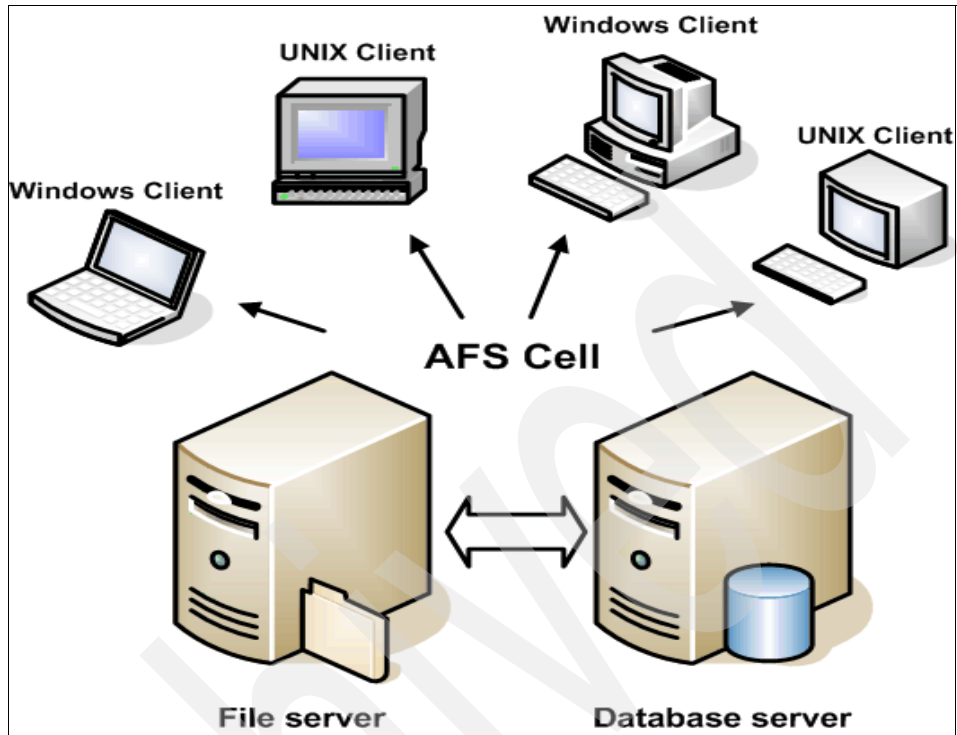 Windows Client
UNIX Client
UNIX Client
Windows Client
AFS Cell
File server
Database server